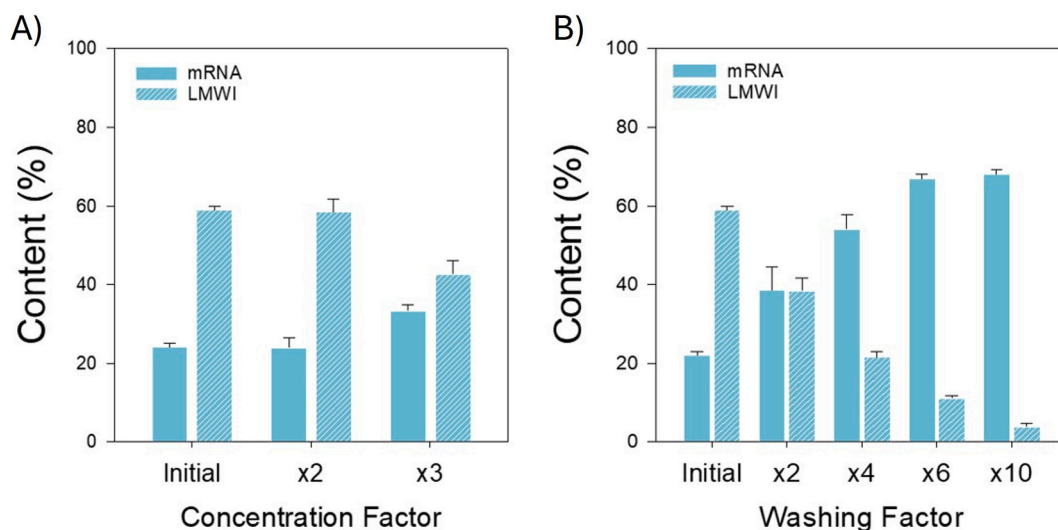 A)
100
80
60
40
20
0
Content (%)
mRNA
LMWI
Initial x2 x3
Concentration Factor
B)
100
80
60
40
20
0
Content (%)
mRNA
LMWI
Initial x2 x4 x6 x10
Washing Factor